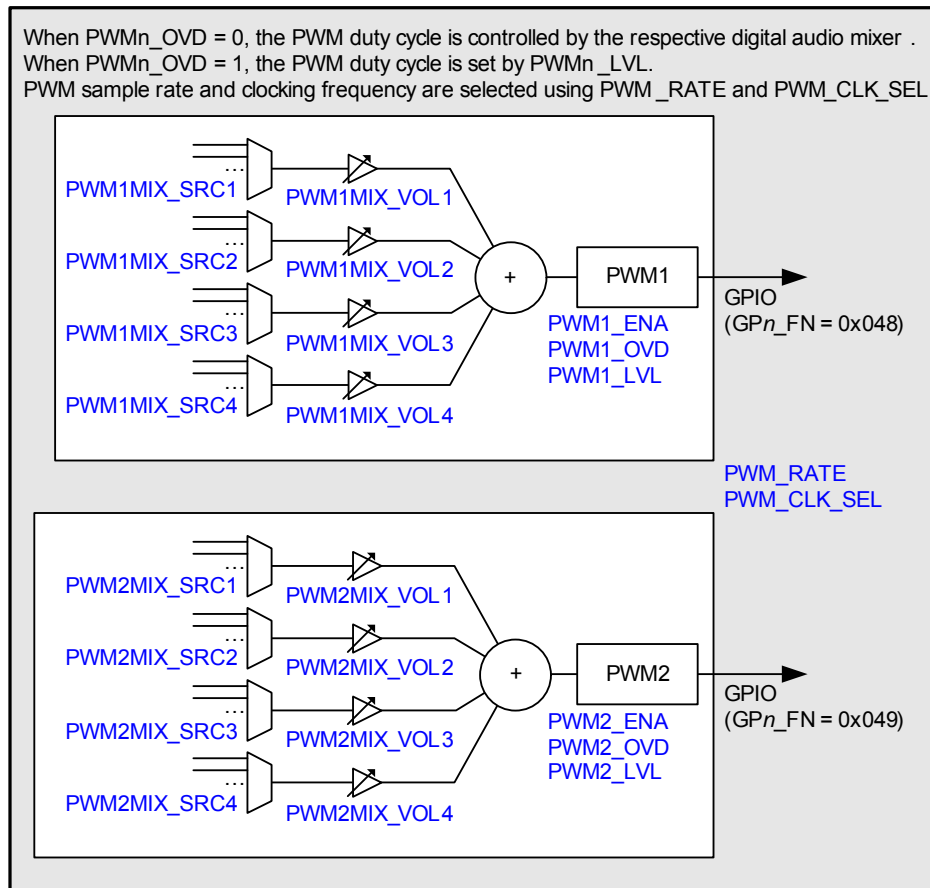 When PWMn_OVD = 0, the PWM duty cycle is controlled by the respective digital audio mixer .
When PWMn_OVD = 1, the PWM duty cycle is set by PWMn _LVL.
PWM sample rate and clocking frequency are selected using PWM _RATE and PWM_CLK_SEL
...
PWM1MIX_SRC1
PWM1MIX_VOL1
...
PWM1MIX_SRC2
PWM1MIX_VOL2
...
PWM1MIX_SRC3
PWM1MIX_VOL3
...
PWM1MIX_SRC4
PWM1MIX_VOL4
+
PWM1
PWM1_ENA
PWM1_OVD
PWM1_LVL
GPIO
(GPn_FN = 0x048)
PWM_RATE
PWM_CLK_SEL
...
PWM2MIX_SRC1
PWM2MIX_VOL1
...
PWM2MIX_SRC2
PWM2MIX_VOL2
...
PWM2MIX_SRC3
PWM2MIX_VOL3
...
PWM2MIX_SRC4
PWM2MIX_VOL4
+
PWM2
PWM2_ENA
PWM2_OVD
PWM2_LVL
GPIO
(GPn_FN = 0x049)